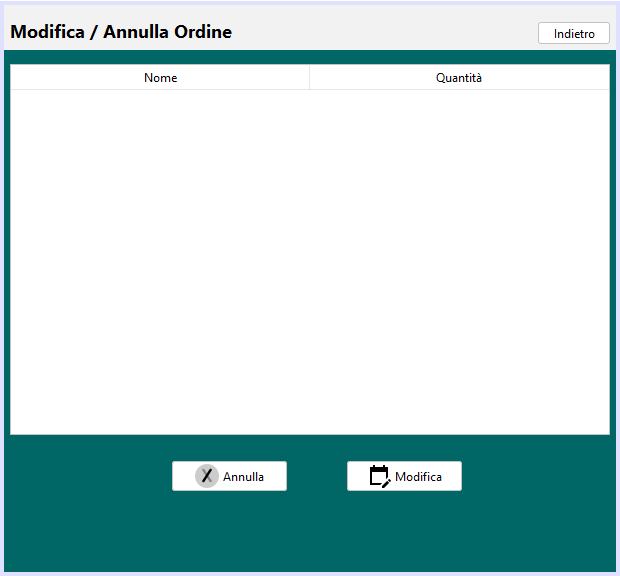 Modifica / Annulla Ordine
Indietro
Nome
Quantità
Annulla
Modifica